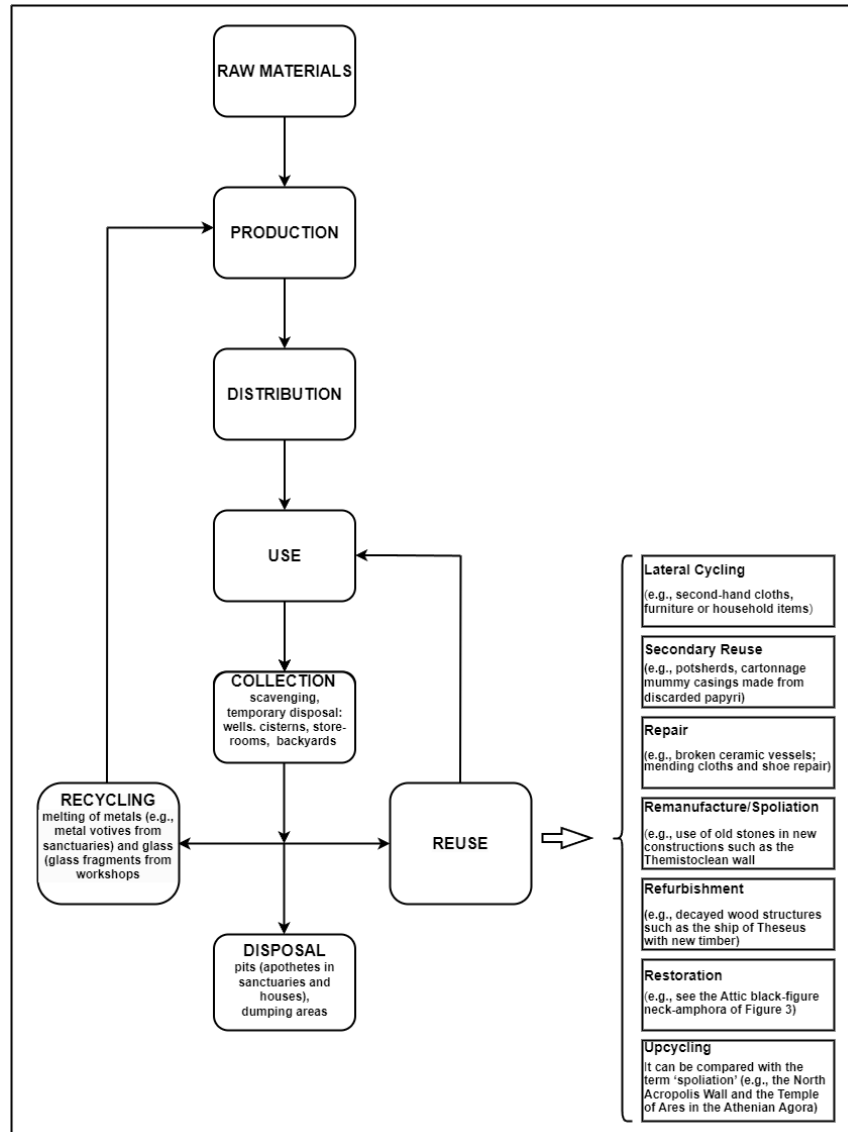 RAW MATERIALS
PRODUCTION
DISTRIBUTION
USE
COLLECTION
scavenging,
temporary disposal:
wells. cisterns, store-
rooms, backyards
RECYCLING
melting of metals (e.g.,
metal votives from
sanctuaries) and glass
(glass fragments from
workshops
REUSE
DISPOSAL
pits (apothetes in
sanctuaries and
houses),
dumping areas
Lateral Cycling
(e.g., second-hand cloths,
furniture or household items)
Secondary Reuse
(e.g., potsherds, cartonnage
mummy casings made from
discarded papyri)
Repair
(e.g., broken ceramic vessels;
mending cloths and shoe repair)
Remanufacture/Spoliation
(e.g., use of old stones in new
constructions such as the
Themistoclean wall
Refurbishment
(e.g., decayed wood structures
such as the ship of Theseus
with new timber)
Restoration
(e.g., see the Attic black-figure
neck-amphora of Figure 3)
Upcycling
It can be compared with the
term ‘spoliation’ (e.g., the North
Acropolis Wall and the Temple
of Ares in the Athenian Agora)